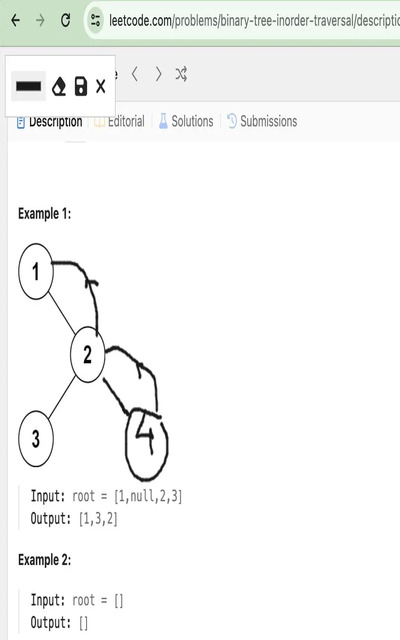 leetcode.com/problems/binary-tree-inorder-traversal/descriptio
Description Editorial Solutions Submissions
Example 1:
1
2
3
4
Input: root = [1,null,2,3]
Output: [1,3,2]
Example 2:
Input: root = []
Output: []